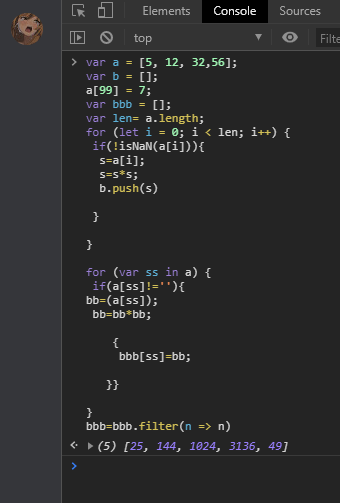 Elements Console Sources
top Filte
var a = [5, 12, 32,56];
var b = [];
a[99] = 7;
var bbb = [];
var len= a.length;
for (let i = 0; i < len; i++) {
if(!isNaN(a[i])){
s=a[i];
s=s*s;
b.push(s)
}
}
for (var ss in a) {
if(a[ss]!=''){
bb=(a[ss]);
bb=bb*bb;
{
bbb[ss]=bb;
}}
}
bbb=bbb.filter(n => n)
(5) [25, 144, 1024, 3136, 49]